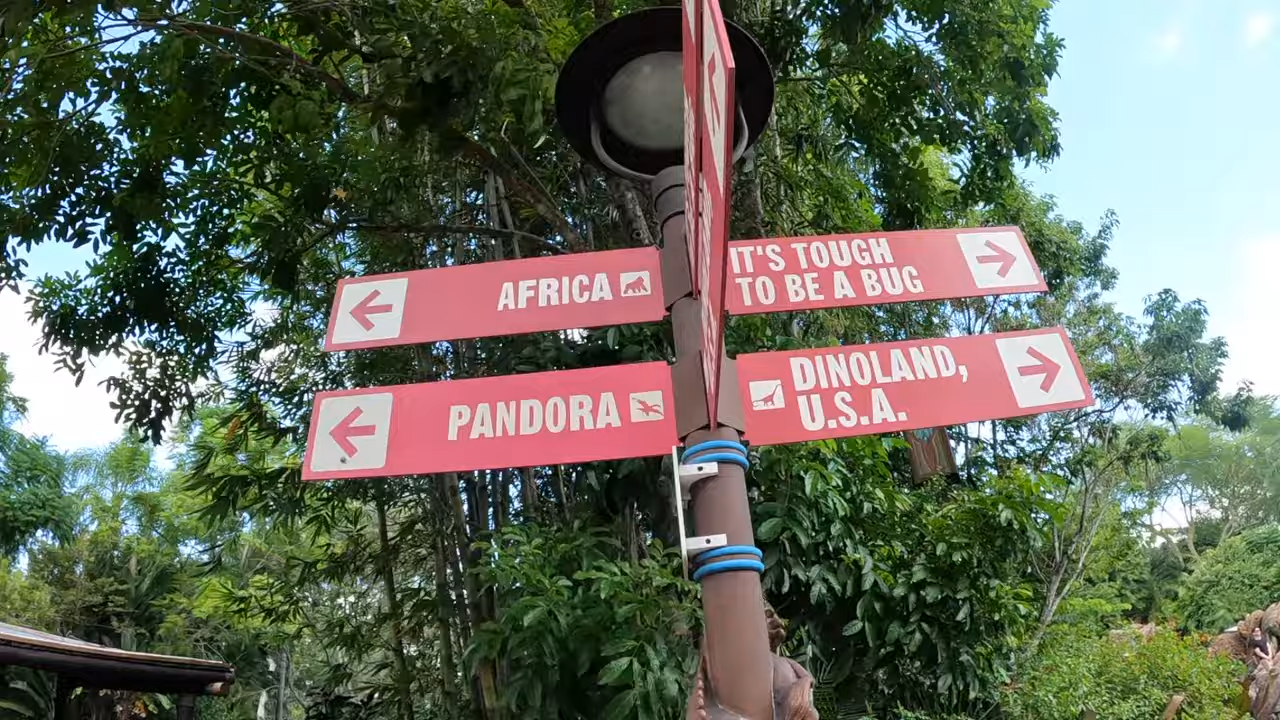 AFRICA
IT'S TOUGH
TO BE A BUG
PANDORA
DINOLAND,
U.S.A.